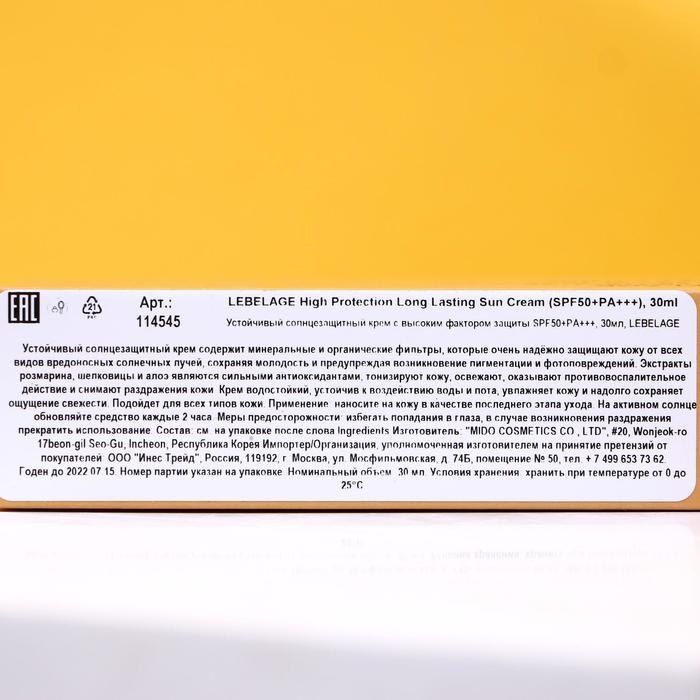 EAC
21
PAP
Арт.:
114545
LEBELAGE High Protection Long Lasting Sun Cream (SPF50+PA+++), 30ml
Устойчивый солнцезащитный крем с высоким фактором защиты SPF50+PA+++, 30мл, LEBELAGE
Устойчивый солнцезащитный крем содержит минеральные и органические фильтры, которые очень надёжно защищают кожу от всех
видов вредоносных солнечных лучей, сохраняя молодость и предупреждая возникновение пигментации и фотоповреждений. Экстракты
розмарина, шелковицы и алоэ являются сильными антиоксидантами, тонизируют кожу, освежают, оказывают противовоспалительное
действие и снимают раздражения кожи. Крем водостойкий, устойчив к воздействию воды и пота, увлажняет кожу и надолго сохраняет
ощущение свежести. Подойдет для всех типов кожи. Применение: наносите на кожу в качестве последнего этапа ухода. На активном солнце
обновляйте средство каждые 2 часа. Меры предосторожности: избегать попадания в глаза, в случае возникновения раздражения
прекратить использование. Состав: см. на упаковке после слова Ingredients Изготовитель: "MIDO COSMETICS CO., LTD", #20, Wonjeok-ro
17beon-gil Seo-Gu, Incheon, Республика Корея Импортер/Организация, уполномоченная изготовителем на принятие претензий от
покупателей: ООО "Инес Трейд", Россия, 119192, г. Москва, ул. Мосфильмовская, д. 74Б, помещение № 50, тел. + 7 499 653 73 62.
Годен до 2022.07.15. Номер партии указан на упаковке. Номинальный объем: 30 мл. Условия хранения: хранить при температуре от 0 до
25°C.